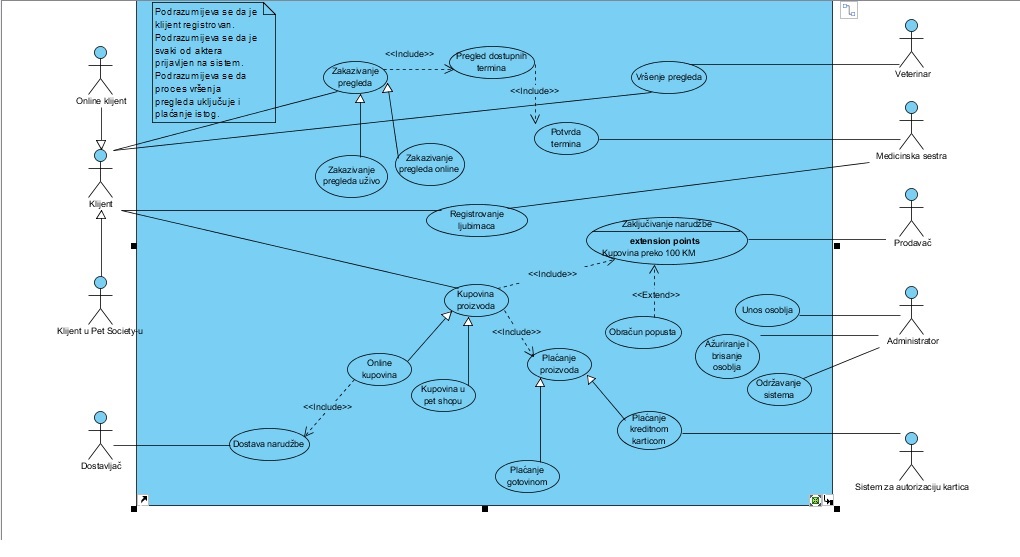 Podrazumijeva se da je
klijent registrovan.
Podrazumijeva se da je
svaki od aktera
prijavljen na sistem.
Podrazumijeva se da
proces vršenja
pregleda uključuje i
plaćanje istog.
Online klijent
Klijent
Klijent u Pet Society-u
Dostavljač
Zakazivanje
pregleda
<<Include>>
Pregled dostupnih
termina
<<Include>>
Potvrda
termina
Vršenje pregleda
Zakazivanje
pregleda uživo
Zakazivanje
pregleda online
Registrovanje
ljubimaca
Zaključivanje narudžbe
extension points
Kupovina preko 100 KM
<<Include>>
<<Extend>>
Kupovina
proizvoda
<<Include>>
Obračun popusta
Plaćanje
proizvoda
Online
kupovina
Kupovina u
pet shopu
<<Include>>
Dostava narudžbe
Plaćanje
kreditnom
karticom
Plaćanje
gotovinom
Unos osoblja
Ažuriranje i
brisanje
osoblja
Održavanje
sistema
Veterinar
Medicinska sestra
Prodavač
Administrator
Sistem za autorizaciju kartica